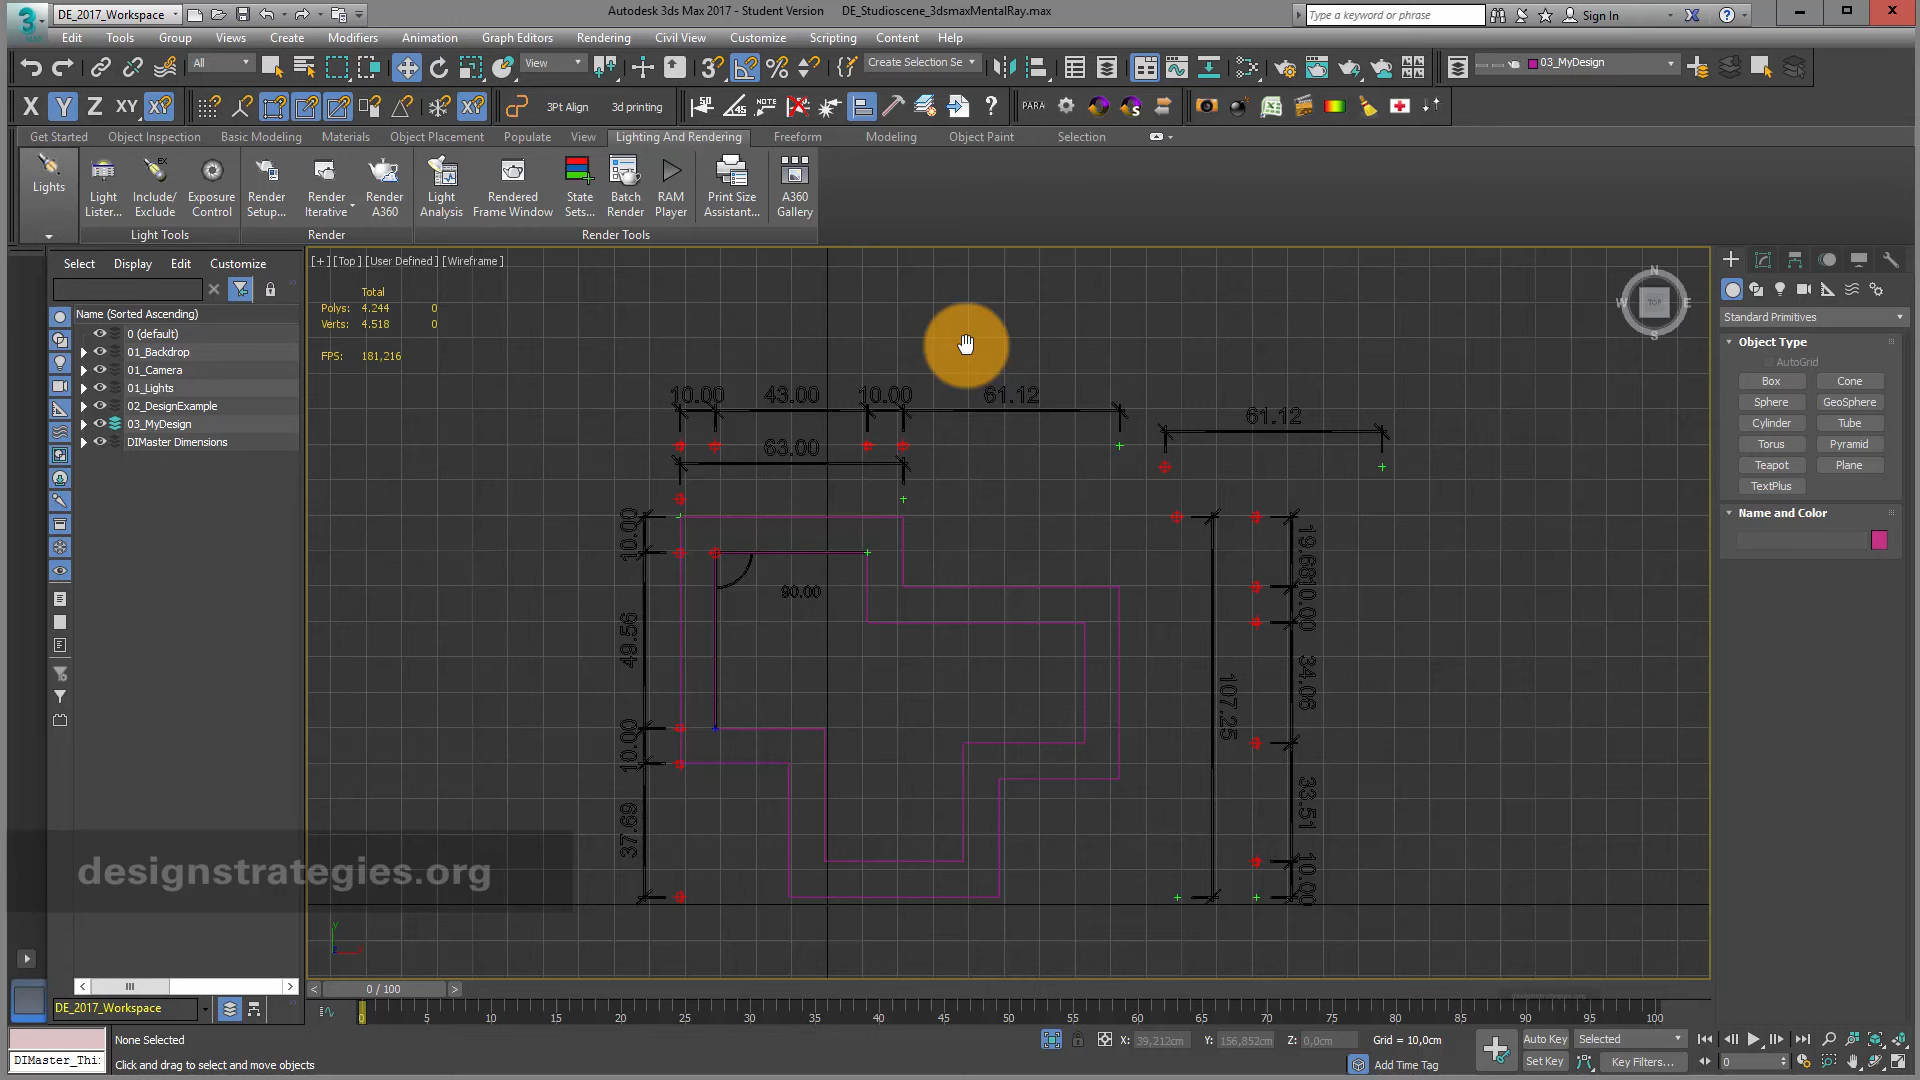 DE_2017_Workspace
Autodesk 3ds Max 2017 - Student Version DE_Studioscene_3dsmaxMentalRay.max
Type a keyword or phrase
Sign In
Edit Tools Group Views Create Modifiers Animation Graph Editors Rendering Civil View Customize Scripting Content Help
All
View
Create Selection Se
03_MyDesign
X Y Z XY XY
3Pt Align 3d printing
NOTE
PARA
Get Started Object Inspection Basic Modeling Materials Object Placement Populate View Lighting And Rendering Freeform Modeling Object Paint Selection
Lights
Light Lister...
Include/ Exclude
Exposure Control
Render Setup...
Render Iterative
Render A360
Light Analysis
Rendered Frame Window
State Sets...
Batch Render
RAM Player
Print Size Assistant...
A360 Gallery
Light Tools
Render
Render Tools
Select Display Edit Customize
Name (Sorted Ascending)
0 (default)
01_Backdrop
01_Camera
01_Lights
02_DesignExample
03_MyDesign
DIMaster Dimensions
[+] [Top] [User Defined] [Wireframe]
Total
Polys: 4.244 0
Verts: 4.518 0
FPS: 181,216
10.00 43.00 10.00 61.12
61.12
63.00
10.00
49.56
10.00
37.69
90.00
107.25
19.68
10.00
34.06
33.51
10.00
N
W TOP E
S
Standard Primitives
Object Type
AutoGrid
Box Cone
Sphere GeoSphere
Cylinder Tube
Torus Pyramid
Teapot Plane
TextPlus
Name and Color
designstrategies.org
0 / 100
DE_2017_Workspace
0 5 10 15 20 25 30 35 40 45 50 55 60 65 70 75 80 85 90 95 100
None Selected
X: 39,212cm Y: 156,852cm Z: 0,0cm Grid = 10,0cm
Auto Key Selected
DIMaster_Thi:
Click and drag to select and move objects
Add Time Tag
Set Key Key Filters...
0